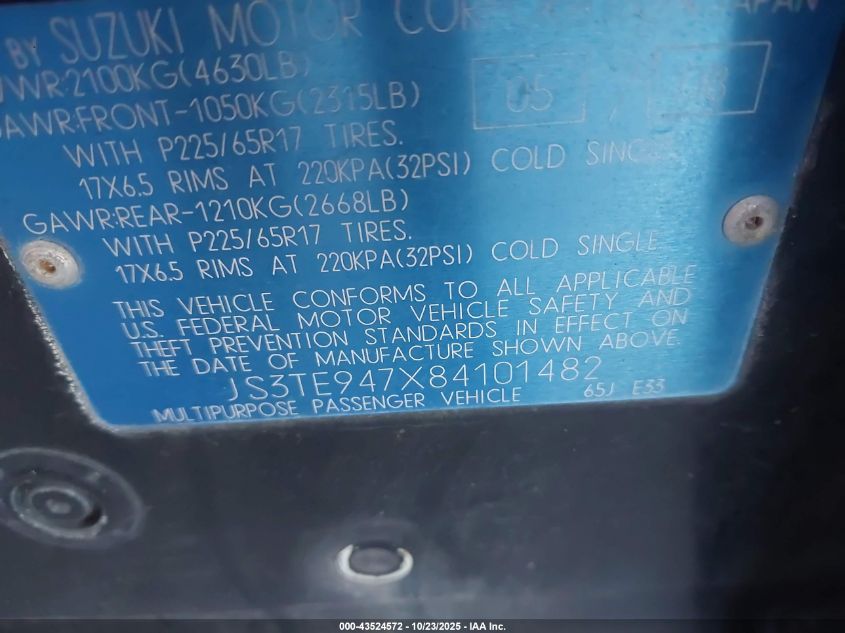 BY SUZUKI MOTOR
2100KG(4630LB)
FRONT-1050KG(2315LB) 05
WITH P225/65R17 TIRES.
17X6.5 RIMS AT 220KPA(32PSI) COLD
GAWR:REAR-1210KG(2668LB)
WITH P225/65R17 TIRES.
17X6.5 RIMS AT 220KPA(32PSI) COLD SINGLE
THIS VEHICLE CONFORMS TO ALL APPLICABLE
U.S. FEDERAL MOTOR VEHICLE SAFETY AND
THEFT PREVENTION STANDARDS IN EFFECT ON
THE DATE OF MANUFACTURE SHOWN ABOVE.
JS3TE947X84101482
MULTIPURPOSE PASSENGER VEHICLE 65J E33
000-43524572 - 10/23/2025 - IAA Inc.